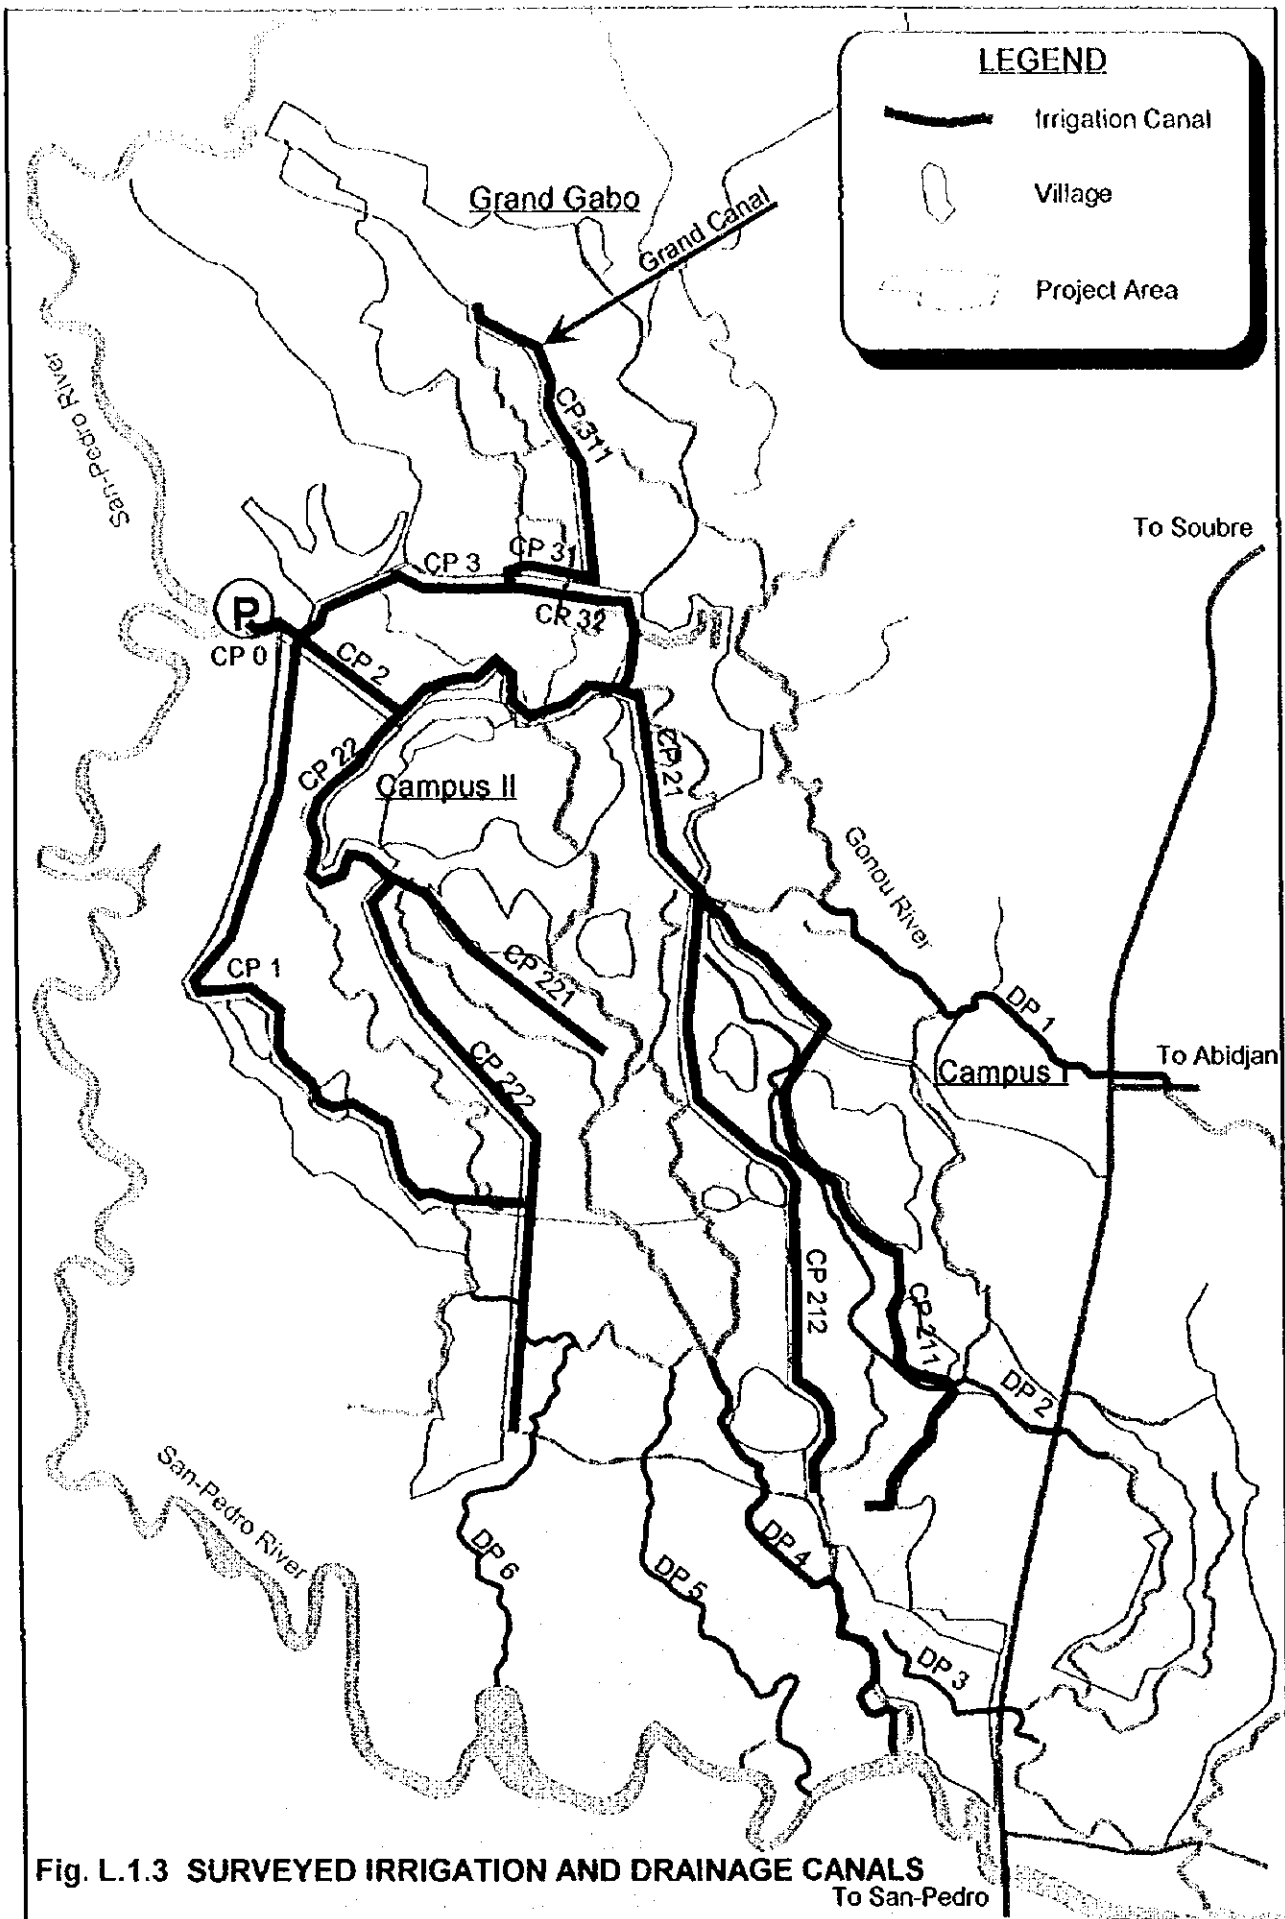 LEGEND
Irrigation Canal
Village
Project Area
Grand Gabo
Grand Canal
San-Pedro River
CP 311
To Soubre
CP 3
CP 31
P
CR 32
CP 0
CP 2
CP 22
CP 21
Campus II
Gonou River
CP 1
CP 221
DP 1
To Abidjan
CP 222
Campus I
CP 212
CP 211
DP 2
San-Pedro River
DP 6
DP 5
DP 4
DP 3
Fig. L.1.3 SURVEYED IRRIGATION AND DRAINAGE CANALS
To San-Pedro